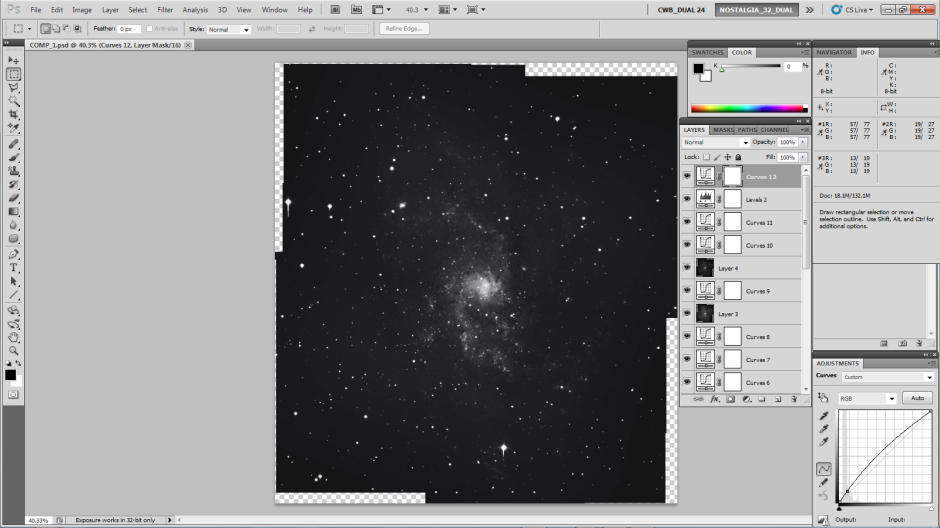 Ps File Edit Image Layer Select Filter Analysis 3D View Window Help Br 40.3 CWB_DUAL 24 NOSTALGIA_32_DUAL CS Live
Feather: 0 px Anti-alias Style: Normal Width: Height: Refine Edge...
COMP_1.psd @ 40.3% (Curves 12, Layer Mask/16)
SWATCHES COLOR
K 0 %
NAVIGATOR INFO
R: C:
G: M:
B: Y:
K:
8-bit 8-bit
X: W:
Y: H:
#1R: 57/ 77 #2R: 19/ 27
G: 57/ 77 G: 19/ 27
B: 57/ 77 B: 19/ 27
#3R: 13/ 19
G: 13/ 19
B: 13/ 19
Doc: 18.1M/132.1M
Draw rectangular selection or move
selection outline. Use Shift, Alt, and Ctrl for
additional options.
LAYERS MASKS PATHS CHANNEL
Normal Opacity: 100%
Lock: Fill: 100%
Curves 12
Levels 2
Curves 11
Curves 10
Layer 4
Curves 9
Layer 3
Curves 8
Curves 7
Curves 6
ADJUSTMENTS
Curves Custom
RGB Auto
Output: Input:
40.33% Exposure works in 32-bit only